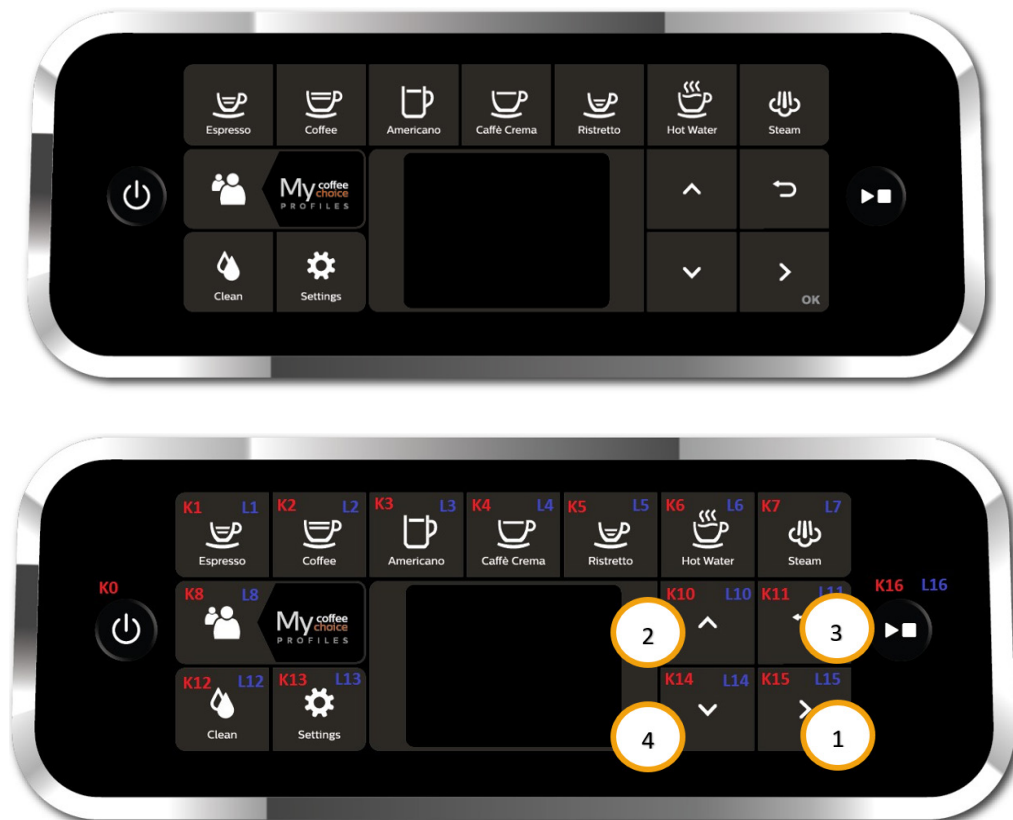 Espresso Coffee Americano Caffè Crema Ristretto Hot Water Steam
My coffee choice
PROFILES
Clean Settings
OK
K1 L1 K2 L2 K3 L3 K4 L4 K5 L5 K6 L6 K7 L7
Espresso Coffee Americano Caffè Crema Ristretto Hot Water Steam
K0 K8 L8 K10 L10 K11 L11 K16 L16
My coffee choice
PROFILES
2 3
K12 L12 K13 L13 K14 L14 K15 L15
Clean Settings
4 1